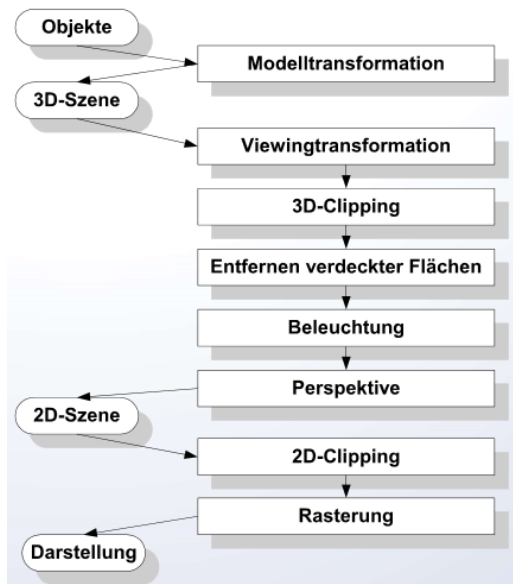 Objekte
Modelltransformation
3D-Szene
Viewingtransformation
3D-Clipping
Entfernen verdeckter Flächen
Beleuchtung
Perspektive
2D-Szene
2D-Clipping
Rasterung
Darstellung